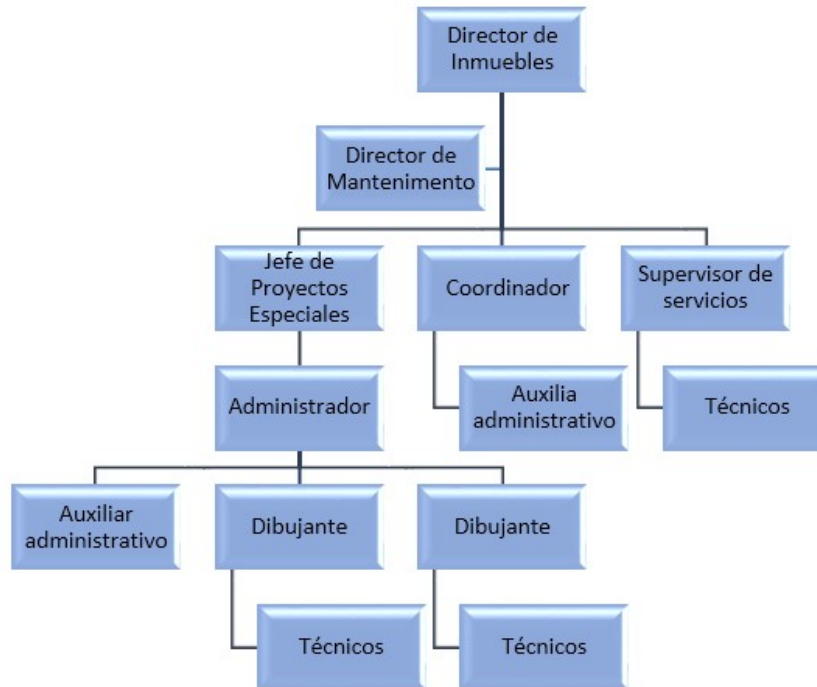 Director de
Inmuebles
Director de
Mantenimento
Jefe de
Proyectos
Especiales
Coordinador
Supervisor de
servicios
Administrador
Auxilia
administrativo
Técnicos
Auxiliar
administrativo
Dibujante
Dibujante
Técnicos
Técnicos